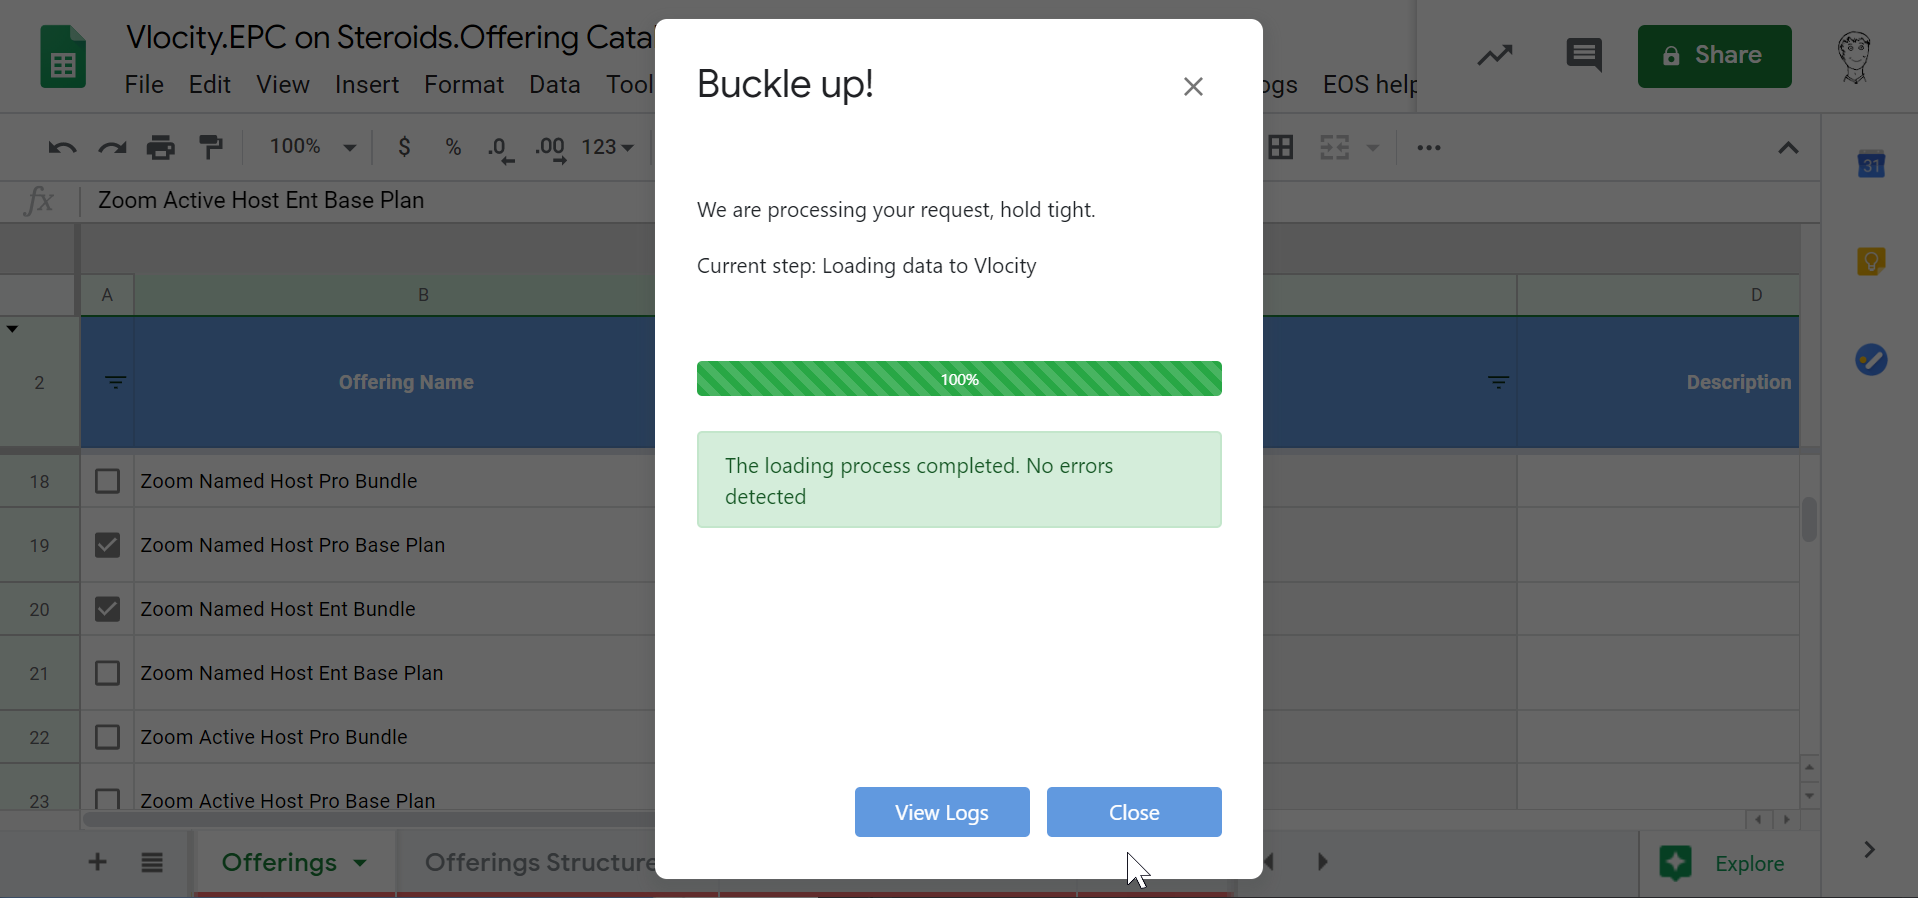 Vlocity.EPC on Steroids.Offering Cata
File Edit View Insert Format Data Tool
ogs EOS help
Share
100% $ % .0 .00 123
31
fx Zoom Active Host Ent Base Plan
A B D
2 Offering Name Description
18 Zoom Named Host Pro Bundle
19 Zoom Named Host Pro Base Plan
20 Zoom Named Host Ent Bundle
21 Zoom Named Host Ent Base Plan
22 Zoom Active Host Pro Bundle
23 Zoom Active Host Pro Base Plan
Offerings Offerings Structure
Explore
Buckle up!
We are processing your request, hold tight.
Current step: Loading data to Vlocity
100%
The loading process completed. No errors
detected
View Logs Close